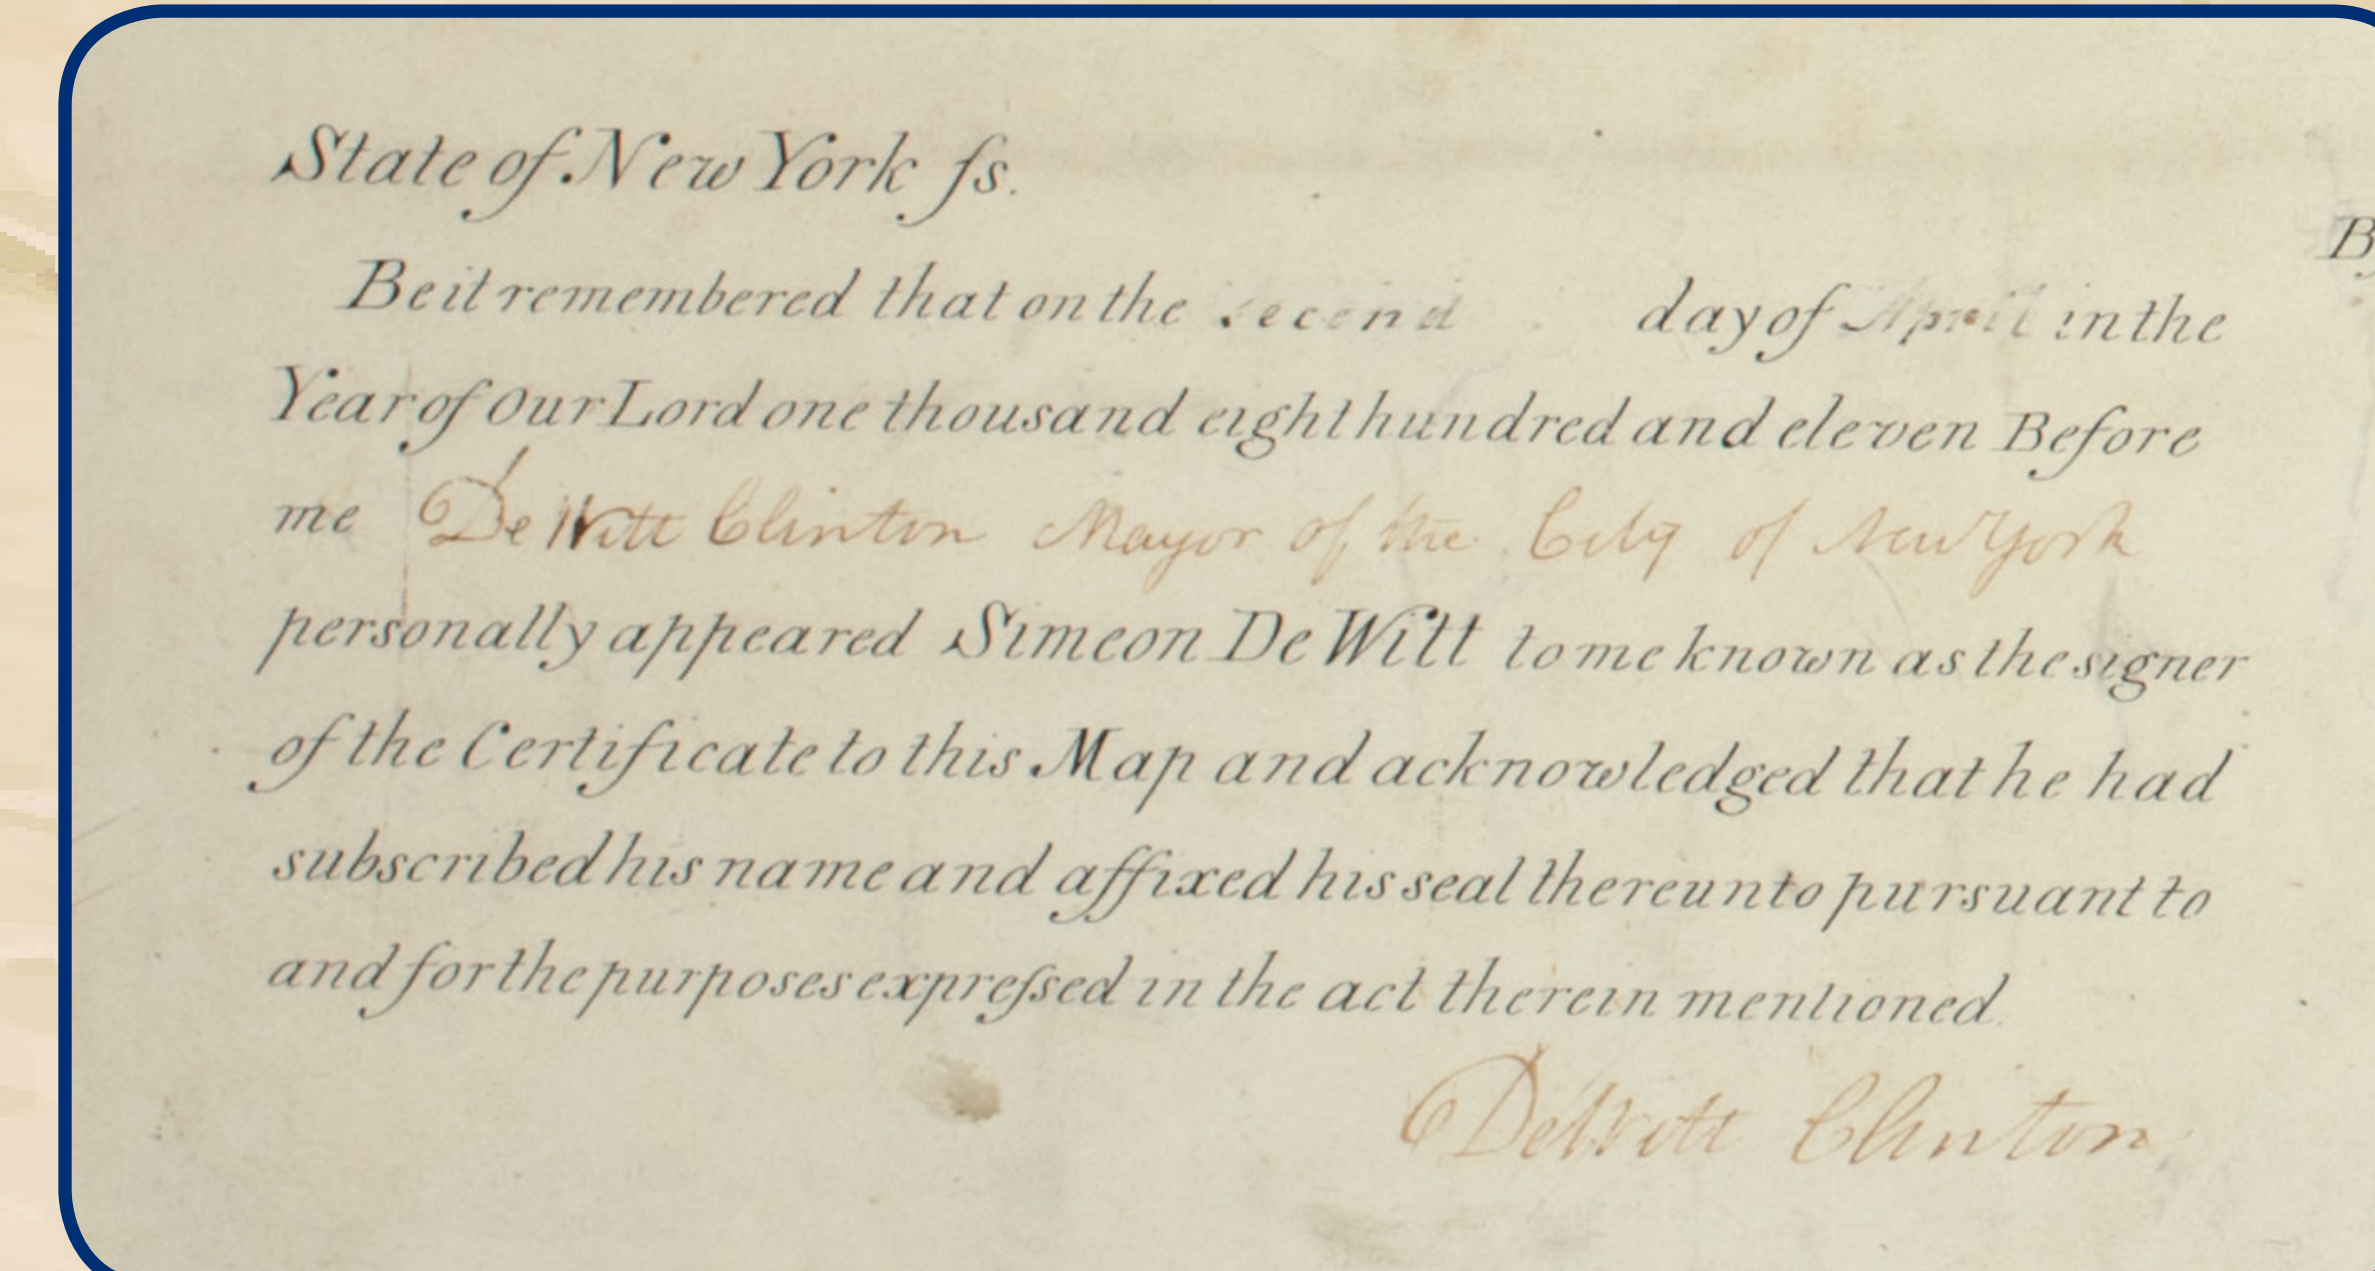 State of New York ſs.
Be it remembered that on the second day of April in the
Year of our Lord one thousand eight hundred and eleven Before
me De Witt Clinton Mayor of the City of New York
personally appeared Simeon De Witt to me known as the signer
of the Certificate to this Map and acknowledged that he had
subscribed his name and affixed his seal thereunto pursuant to
and for the purposes expreſsed in the act therein mentioned
DeWitt Clinton